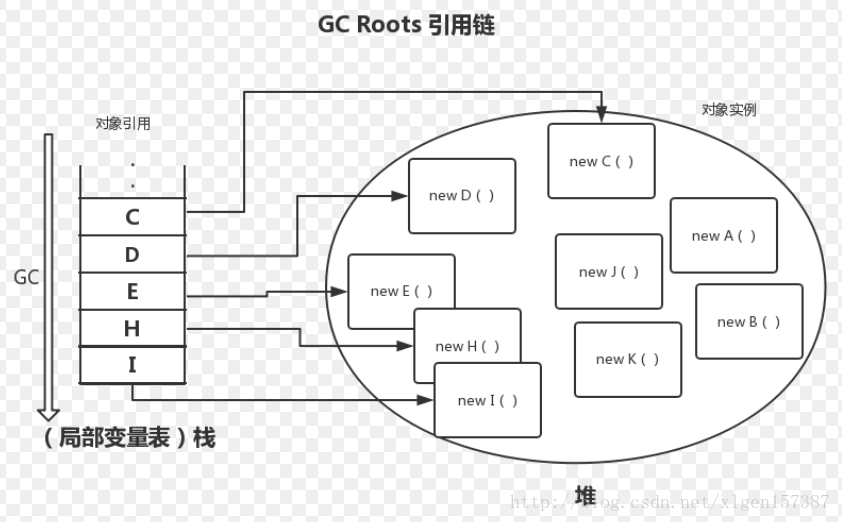 GC Roots 引用链
对象引用
对象实例
.
.
C
D
E
H
I
GC
new C ( )
new D ( )
new A ( )
new J ( )
new E ( )
new B ( )
new H ( )
new K ( )
new I ( )
（局部变量表）栈
堆
http://blog.csdn.net/xlgen157387